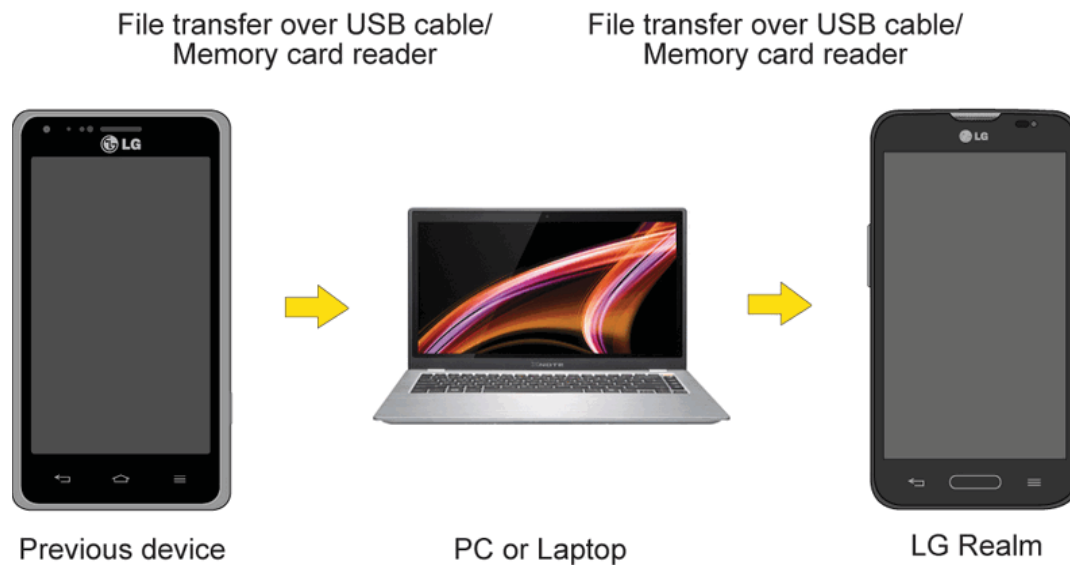 File transfer over USB cable/
Memory card reader
File transfer over USB cable/
Memory card reader
LG
LG
XNOTE
Previous device
PC or Laptop
LG Realm